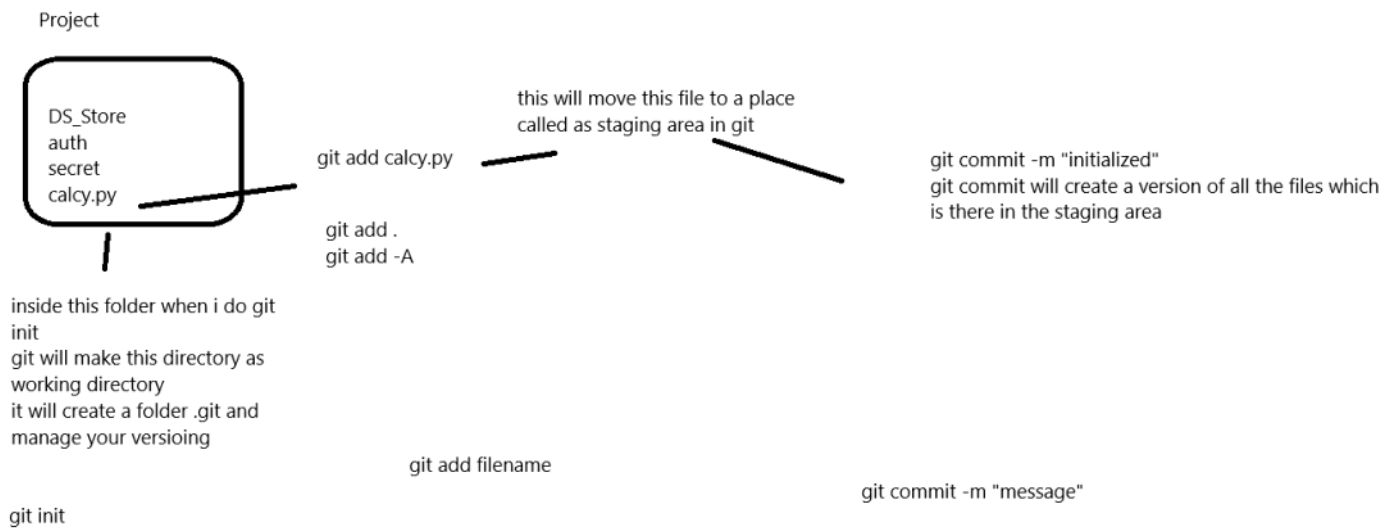 Project
DS_Store
auth
secret
calcy.py
git add calcy.py
git add .
git add -A
this will move this file to a place
called as staging area in git
git commit -m "initialized"
git commit will create a version of all the files which
is there in the staging area
inside this folder when i do git
init
git will make this directory as
working directory
it will create a folder .git and
manage your versioing
git add filename
git commit -m "message"
git init